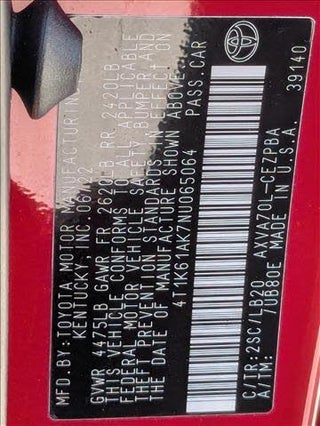 MFD.BY:TOYOTA MOTOR MANUFACTURING
KENTUCKY, INC. 06/22
GVWR 4475LB GAWR FR 2620LB RR 2420LB
THIS VEHICLE CONFORMS TO ALL APPLICABLE
FEDERAL MOTOR VEHICLE SAFETY, BUMPER, AND
THEFT PREVENTION STANDARDS IN EFFECT ON
THE DATE OF MANUFACTURE SHOWN ABOVE.
4T1K61AK7NU065064 PASS.CAR
C/TR:2SC/LB20 AXVA70L-CEZPBA
A/TM: 70B80E MADE IN U.S.A.
39140